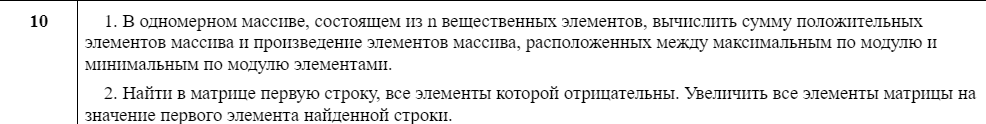 10
1. В одномерном массиве, состоящем из n вещественных элементов, вычислить сумму положительных
элементов массива и произведение элементов массива, расположенных между максимальным по модулю и
минимальным по модулю элементами.
2. Найти в матрице первую строку, все элементы которой отрицательны. Увеличить все элементы матрицы на
значение первого элемента найденной строки.